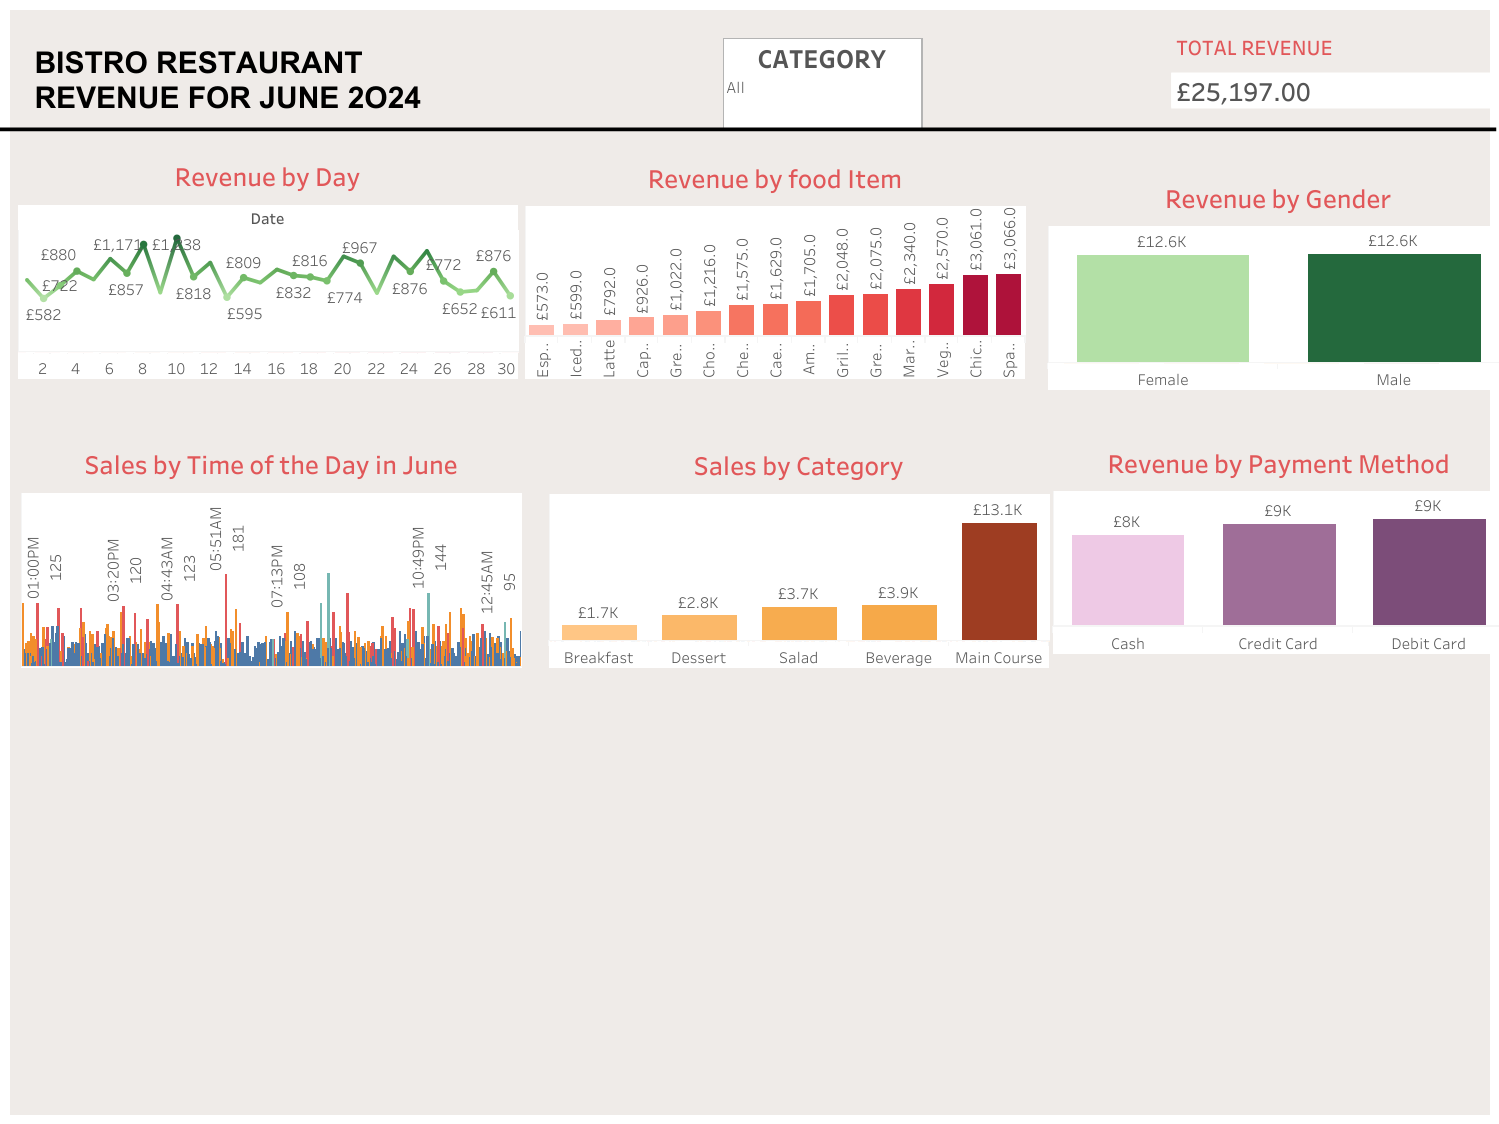 BISTRO RESTAURANT
REVENUE FOR JUNE 2O24
CATEGORY
All
TOTAL REVENUE
£25,197.00
Revenue by Day
Date
£880
£1,171
£1,238
£967
£876
£722
£857
£818
£809
£816
£832
£774
£876
£772
£582
£595
£652
£611
2 4 6 8 10 12 14 16 18 20 22 24 26 28 30
Revenue by food Item
£573.0
£599.0
£792.0
£926.0
£1,022.0
£1,216.0
£1,575.0
£1,629.0
£1,705.0
£2,048.0
£2,075.0
£2,340.0
£2,570.0
£3,061.0
£3,066.0
Esp..
Iced..
Latte
Cap..
Gre..
Cho..
Che..
Cae..
Am..
Gril..
Gre..
Mar..
Veg..
Chic..
Spa..
Revenue by Gender
£12.6K £12.6K
Female Male
Sales by Time of the Day in June
01:00PM
125
03:20PM
120
04:43AM
123
05:51AM
181
07:13PM
108
10:49PM
144
12:45AM
95
Sales by Category
£1.7K £2.8K £3.7K £3.9K £13.1K
Breakfast Dessert Salad Beverage Main Course
Revenue by Payment Method
£8K £9K £9K
Cash Credit Card Debit Card